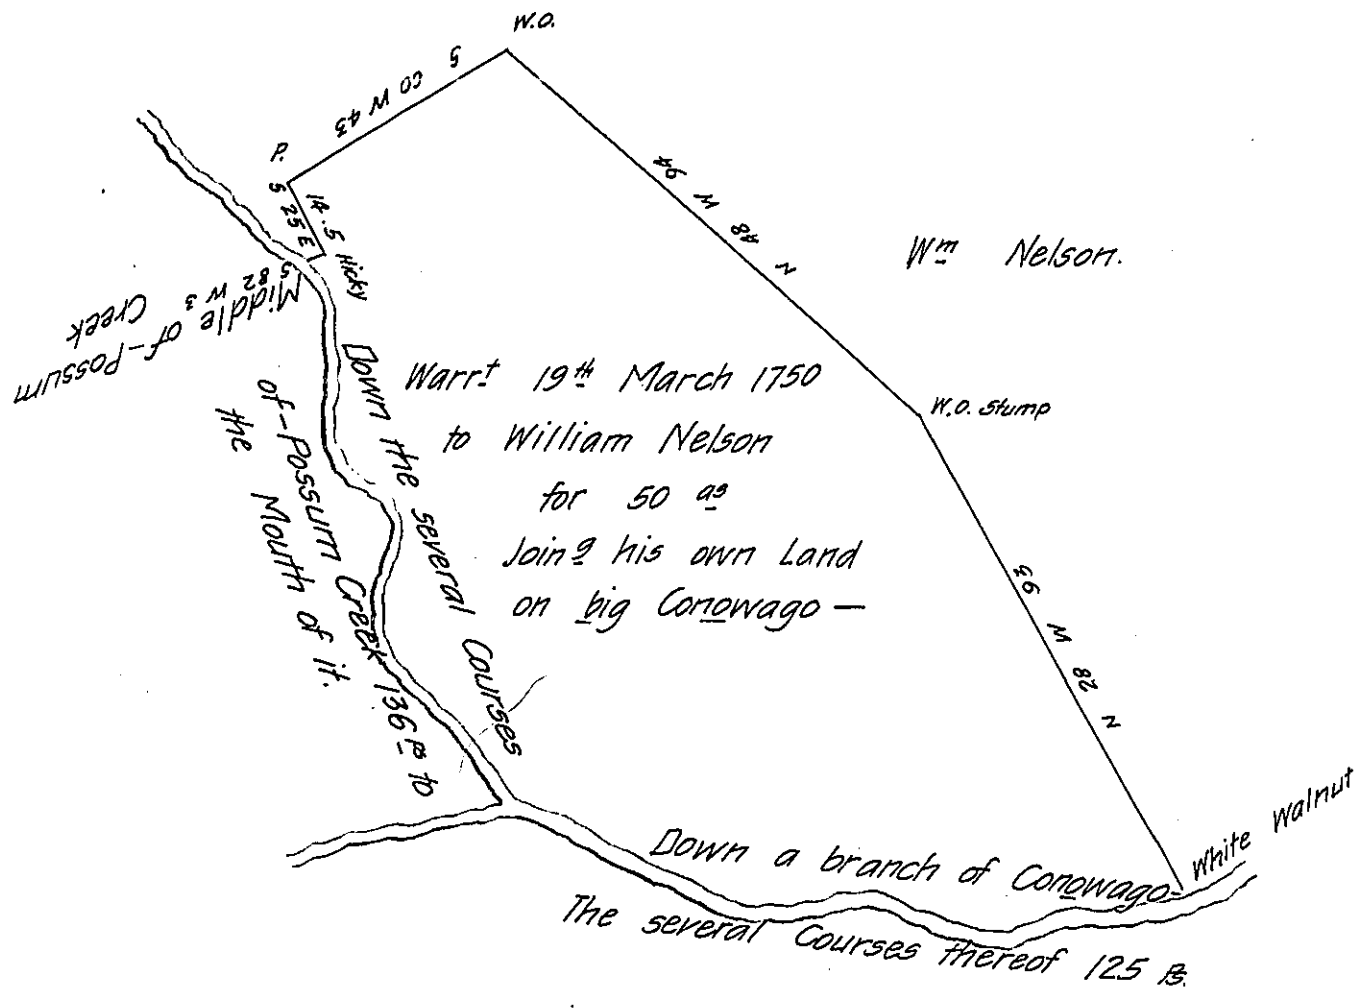 W.O.
S 60 W 43
P.
S 25 E
14.5 Hicky
S 82 W 3
Middle of-Possum
Creek
N 48 W 94
Wm Nelson.
W.O. Stump
Warrt 19th March 1750
to William Nelson
for 50 as
Joing his own Land
on big Conowago —
Down the several Courses
of-Possum Creek 136 Ps to
the Mouth of it.
N 28 W 95
White Walnut
Down a branch of Conowago
The several Courses thereof 125 Ps.